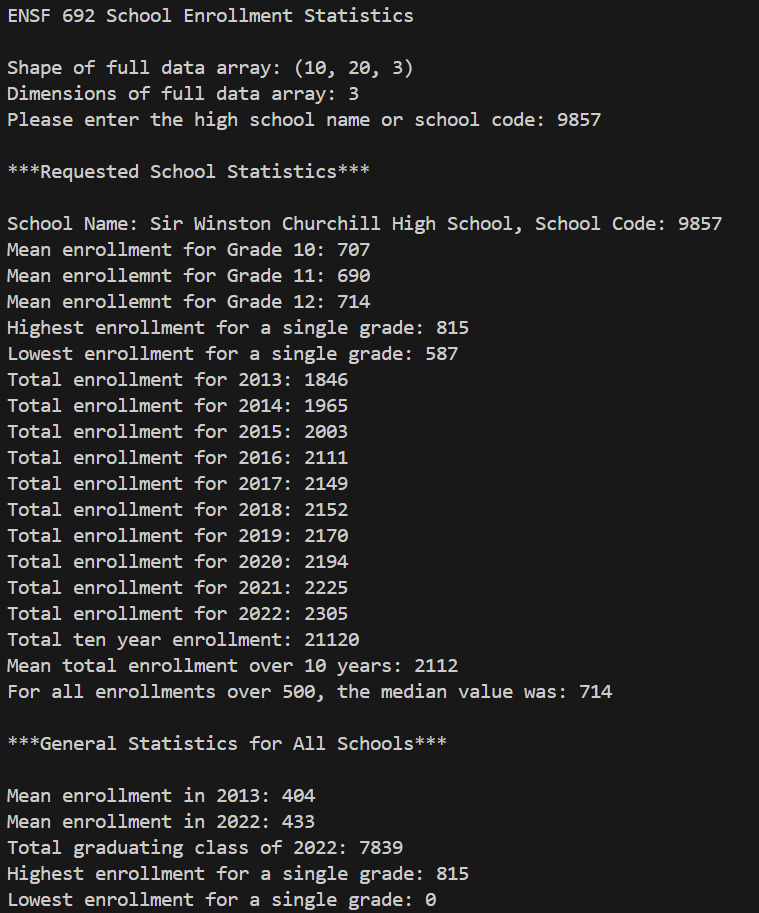 ENSF 692 School Enrollment Statistics
Shape of full data array: (10, 20, 3)
Dimensions of full data array: 3
Please enter the high school name or school code: 9857
***Requested School Statistics***
School Name: Sir Winston Churchill High School, School Code: 9857
Mean enrollment for Grade 10: 707
Mean enrollemnt for Grade 11: 690
Mean enrollemnt for Grade 12: 714
Highest enrollment for a single grade: 815
Lowest enrollment for a single grade: 587
Total enrollment for 2013: 1846
Total enrollment for 2014: 1965
Total enrollment for 2015: 2003
Total enrollment for 2016: 2111
Total enrollment for 2017: 2149
Total enrollment for 2018: 2152
Total enrollment for 2019: 2170
Total enrollment for 2020: 2194
Total enrollment for 2021: 2225
Total enrollment for 2022: 2305
Total ten year enrollment: 21120
Mean total enrollment over 10 years: 2112
For all enrollments over 500, the median value was: 714
***General Statistics for All Schools***
Mean enrollment in 2013: 404
Mean enrollment in 2022: 433
Total graduating class of 2022: 7839
Highest enrollment for a single grade: 815
Lowest enrollment for a single grade: 0